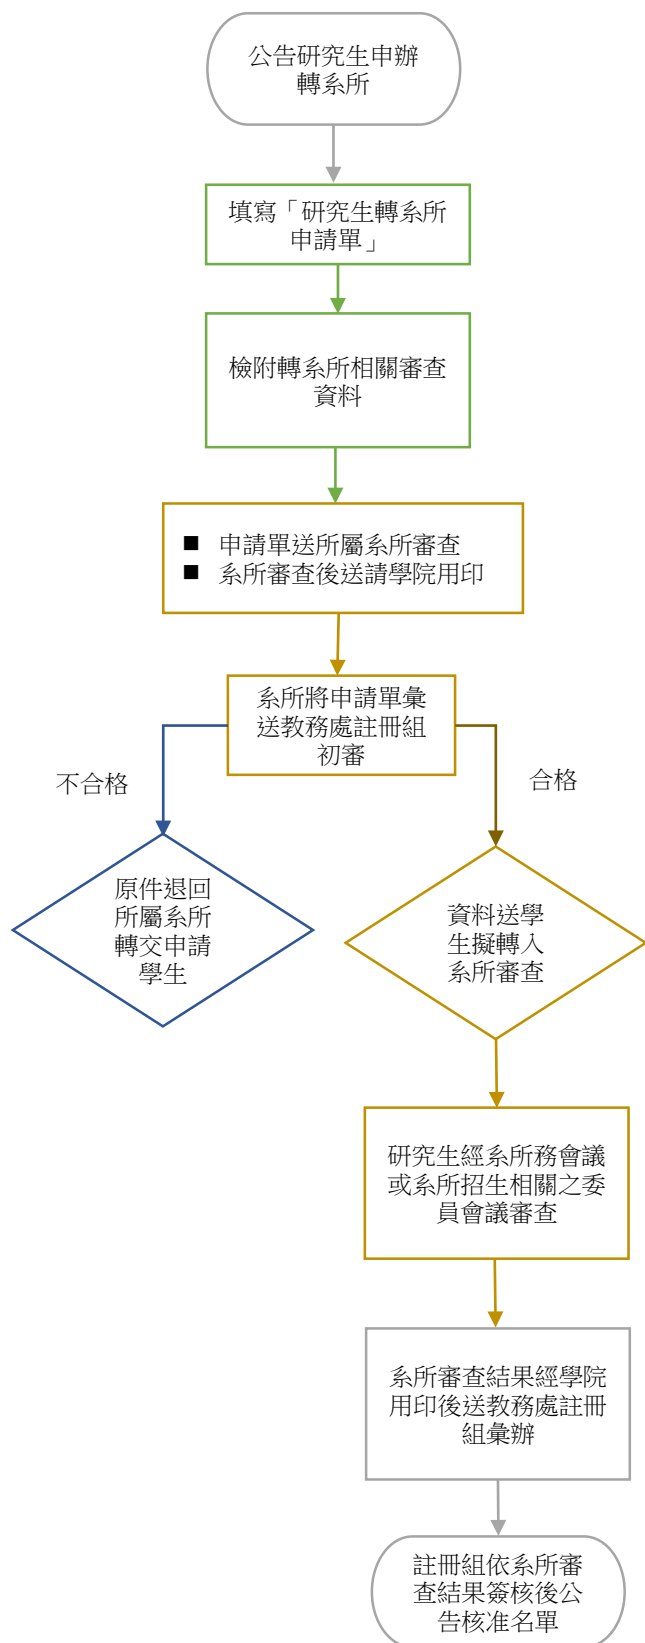 公告研究生申辦
轉系所
填寫「研究生轉系所
申請單」
檢附轉系所相關審查
資料
■ 申請單送所屬系所審查
■ 系所審查後送請學院用印
系所將申請單彙
送教務處註冊組
初審
不合格
合格
原件退回
所屬系所
轉交申請
學生
資料送學
生擬轉入
系所審查
研究生經系所務會議
或系所招生相關之委
員會議審查
系所審查結果經學院
用印後送教務處註冊
組彙辦
註冊組依系所審
查結果簽核後公
告核准名單